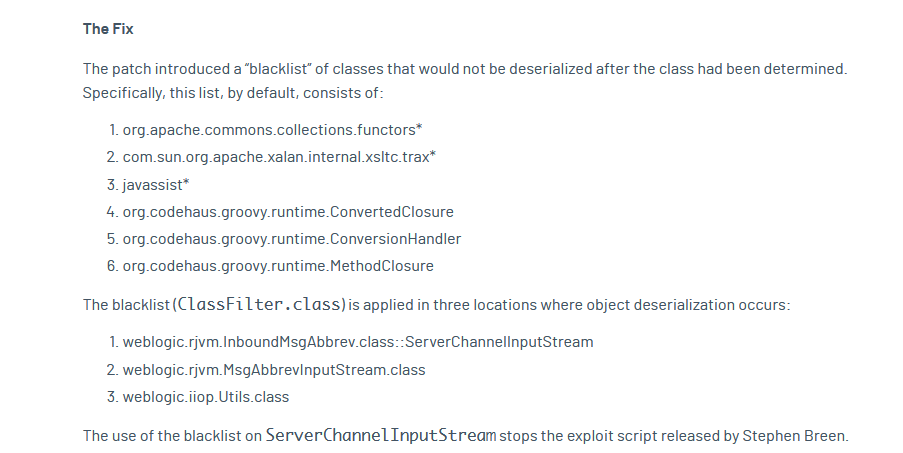 The Fix
The patch introduced a “blacklist” of classes that would not be deserialized after the class had been determined.
Specifically, this list, by default, consists of:
1. org.apache.commons.collections.functors*
2. com.sun.org.apache.xalan.internal.xsltc.trax*
3. javassist*
4. org.codehaus.groovy.runtime.ConvertedClosure
5. org.codehaus.groovy.runtime.ConversionHandler
6. org.codehaus.groovy.runtime.MethodClosure
The blacklist (ClassFilter.class) is applied in three locations where object deserialization occurs:
1. weblogic.rjvm.InboundMsgAbbrev.class::ServerChannelInputStream
2. weblogic.rjvm.MsgAbbrevInputStream.class
3. weblogic.iiop.Utils.class
The use of the blacklist on ServerChannelInputStream stops the exploit script released by Stephen Breen.